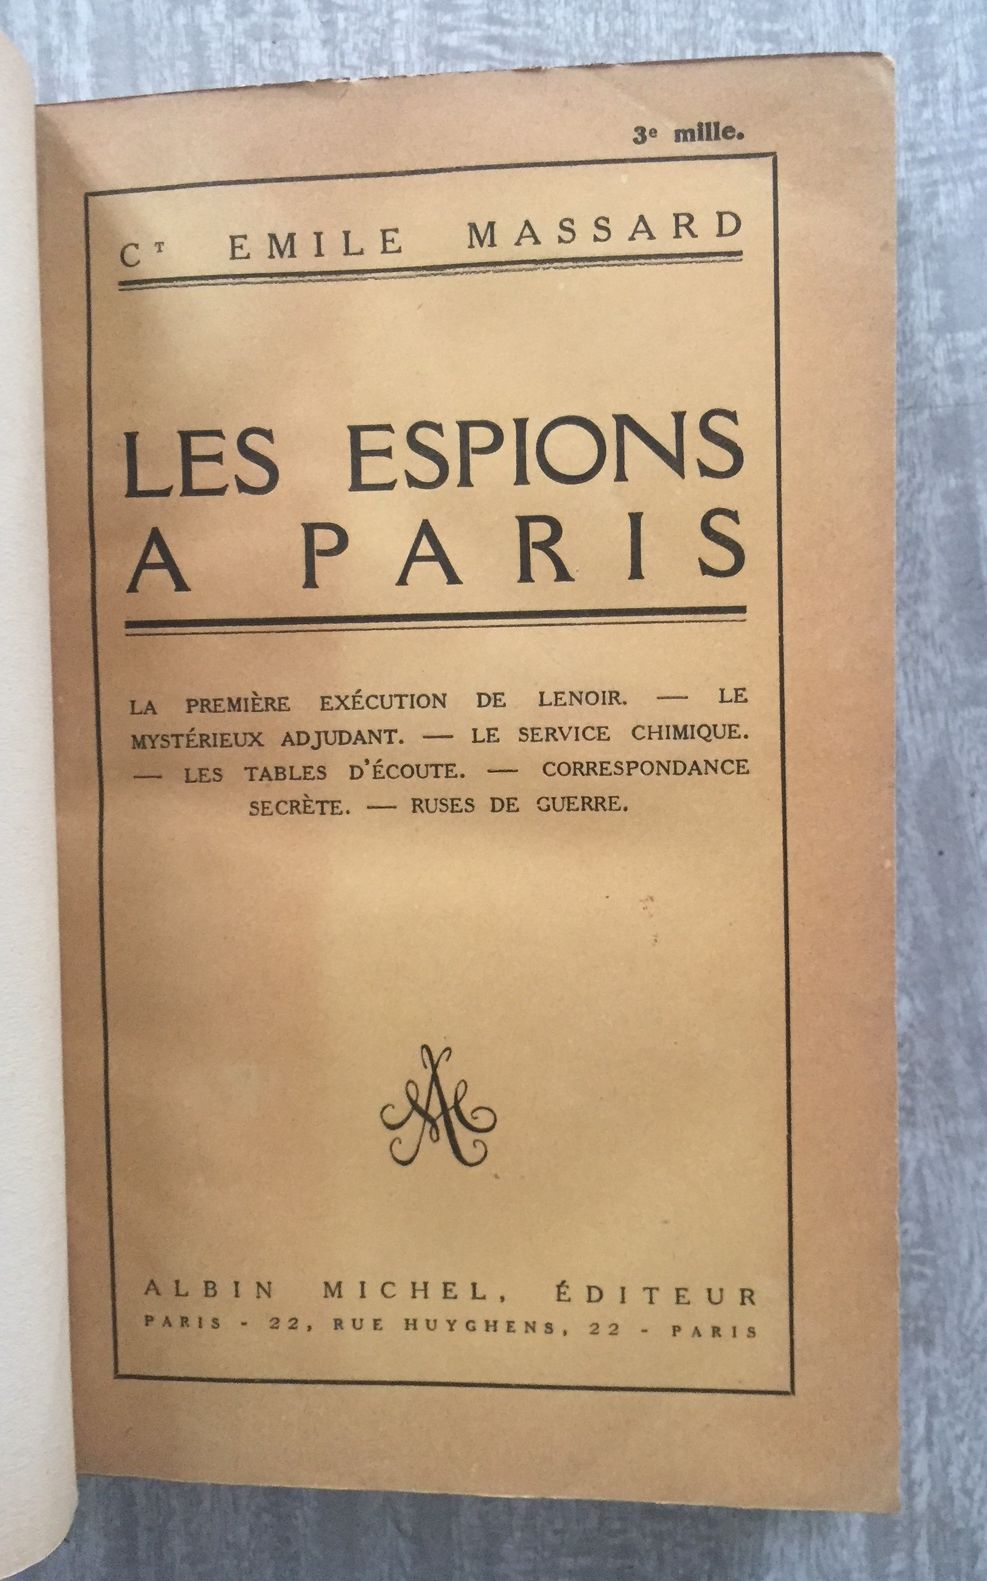 3e mille.
CT EMILE MASSARD
LES ESPIONS
A PARIS
LA PREMIÈRE EXÉCUTION DE LENOIR. — LE
MYSTÉRIEUX ADJUDANT. — LE SERVICE CHIMIQUE.
— LES TABLES D'ÉCOUTE. — CORRESPONDANCE
SECRÈTE. — RUSES DE GUERRE.
AM
ALBIN MICHEL, ÉDITEUR
PARIS - 22, RUE HUYGHENS, 22 - PARIS